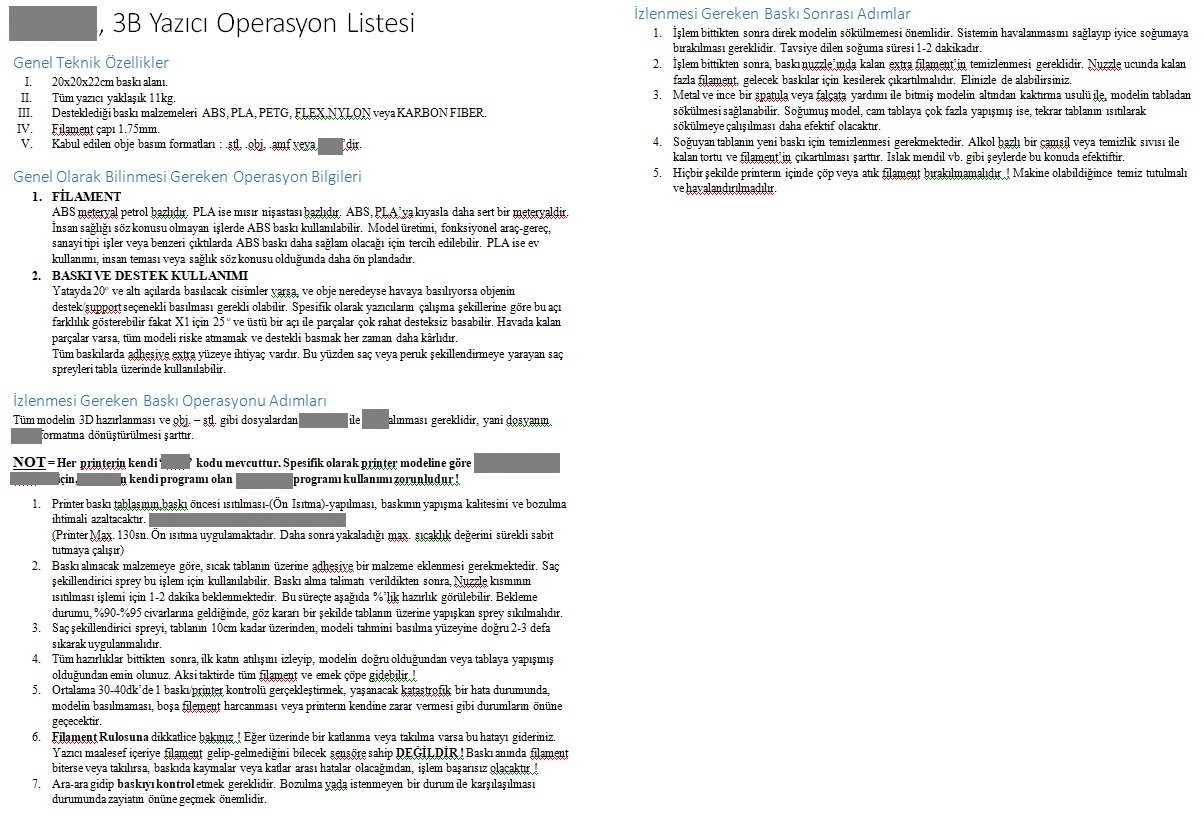 , 3B Yazıcı Operasyon Listesi
Genel Teknik Özellikler
I. 20x20x22cm baskı alanı.
II. Tüm yazıcı yaklaşık 11kg.
III. Desteklediği baskı malzemeleri ABS, PLA, PETG, FLEX,NYLON veya KARBON FIBER.
IV. Filament çapı 1.75mm.
V. Kabul edilen obje basım formatları : .stl, .obj, .amf veya 'dir.
Genel Olarak Bilinmesi Gereken Operasyon Bilgileri
1. FİLAMENT
ABS meteryal petrol bazlıdır. PLA ise mısır nişastası bazlıdır. ABS, PLA'ya kıyasla daha sert bir meteryaldir.
İnsan sağlığı söz konusu olmayan işlerde ABS baskı kullanılabilir. Model üretimi, fonksiyonel araç-gereç,
sanayi tipi işler veya benzeri çıktılarda ABS baskı daha sağlam olacağı için tercih edilebilir. PLA ise ev
kullanımı, insan teması veya sağlık söz konusu olduğunda daha ön plandadır.
2. BASKI VE DESTEK KULLANIMI
Yatayda 20° ve altı açılarda basılacak cisimler varsa, ve obje neredeyse havaya basılıyorsa objenin
destek/support seçenekli basılması gerekli olabilir. Spesifik olarak yazıcıların çalışma şekillerine göre bu açı
farklılık gösterebilir fakat X1 için 25° ve üstü bir açı ile parçalar çok rahat desteksiz basabilir. Havada kalan
parçalar varsa, tüm modeli riske atmamak ve destekli basmak her zaman daha kârlıdır.
Tüm baskılarda adhesive extra yüzeye ihtiyaç vardır. Bu yüzden saç veya peruk şekillendirmeye yarayan saç
spreyleri tabla üzerinde kullanılabilir.
İzlenmesi Gereken Baskı Operasyonu Adımları
Tüm modelin 3D hazırlanması ve obj. – stl. gibi dosyalardan ile alınması gereklidir, yani dosyanın
formatına dönüştürülmesi şarttır.
NOT = Her printerin kendi ' ' kodu mevcuttur. Spesifik olarak printer modeline göre
için, n kendi programı olan programı kullanımı zorunludur !
1. Printer baskı tablasının baskı öncesi ısıtılması-(Ön Isıtma)-yapılması, baskının yapışma kalitesini ve bozulma
ihtimali azaltacaktır.
(Printer Max. 130sn. Ön ısıtma uygulamaktadır. Daha sonra yakaladığı max. sıcaklık değerini sürekli sabit
tutmaya çalışır)
2. Baskı alınacak malzemeye göre, sıcak tablanın üzerine adhesive bir malzeme eklenmesi gerekmektedir. Saç
şekillendirici sprey bu işlem için kullanılabilir. Baskı alma talimatı verildikten sonra, Nuzzle kısmının
ısıtılması işlemi için 1-2 dakika beklenmektedir. Bu süreçte aşağıda %'lik hazırlık görülebilir. Bekleme
durumu, %90-%95 civarlarına geldiğinde, göz kararı bir şekilde tablanın üzerine yapışkan sprey sıkılmalıdır.
3. Saç şekillendirici spreyi, tablanın 10cm kadar üzerinden, modeli tahmini basılma yüzeyine doğru 2-3 defa
sıkarak uygulanmalıdır.
4. Tüm hazırlıklar bittikten sonra, ilk katın atılışını izleyip, modelin doğru olduğundan veya tablaya yapışmış
olduğundan emin olunuz. Aksi taktirde tüm filament ve emek çöpe gidebilir !
5. Ortalama 30-40dk'de 1 baskı/printer kontrolü gerçekleştirmek, yaşanacak katastrofik bir hata durumunda,
modelin basılmaması, boşa filement harcanması veya printerın kendine zarar vermesi gibi durumların önüne
geçecektir.
6. Filament Rulosuna dikkatlice bakınız ! Eğer üzerinde bir katlanma veya takılma varsa bu hatayı gideriniz.
Yazıcı maalesef içeriye filament gelip-gelmediğini bilecek sensöre sahip DEĞİLDİR ! Baskı anında filament
biterse veya takılırsa, baskıda kaymalar veya katlar arası hatalar olacağından, işlem başarısız olacaktır !
7. Ara-ara gidip baskıyı kontrol etmek gereklidir. Bozulma yada istenmeyen bir durum ile karşılaşılması
durumunda zayiatın önüne geçmek önemlidir.
İzlenmesi Gereken Baskı Sonrası Adımlar
1. İşlem bittikten sonra direk modelin sökülmemesi önemlidir. Sistemin havalanmasını sağlayıp iyice soğumaya
bırakılması gereklidir. Tavsiye dilen soğuma süresi 1-2 dakikadır.
2. İşlem bittikten sonra, baskı nuzzle'ında kalan extra filament'in temizlenmesi gereklidir. Nuzzle ucunda kalan
fazla filament, gelecek baskılar için kesilerek çıkartılmalıdır. Elinizle de alabilirsiniz.
3. Metal ve ince bir spatula veya falçata yardımı ile bitmiş modelin altından kaktırma usulü ile, modelin tabladan
sökülmesi sağlanabilir. Soğumuş model, cam tablaya çok fazla yapışmış ise, tekrar tablanın ısıtılarak
sökülmeye çalışılması daha efektif olacaktır.
4. Soğuyan tablanın yeni baskı için temizlenmesi gerekmektedir. Alkol bazlı bir camsil veya temizlik sıvısı ile
kalan tortu ve filament'in çıkartılması şarttır. Islak mendil vb. gibi şeylerde bu konuda efektiftir.
5. Hiçbir şekilde printerın içinde çöp veya atık filament bırakılmamalıdır ! Makine olabildiğince temiz tutulmalı
ve havalandırılmadılır.